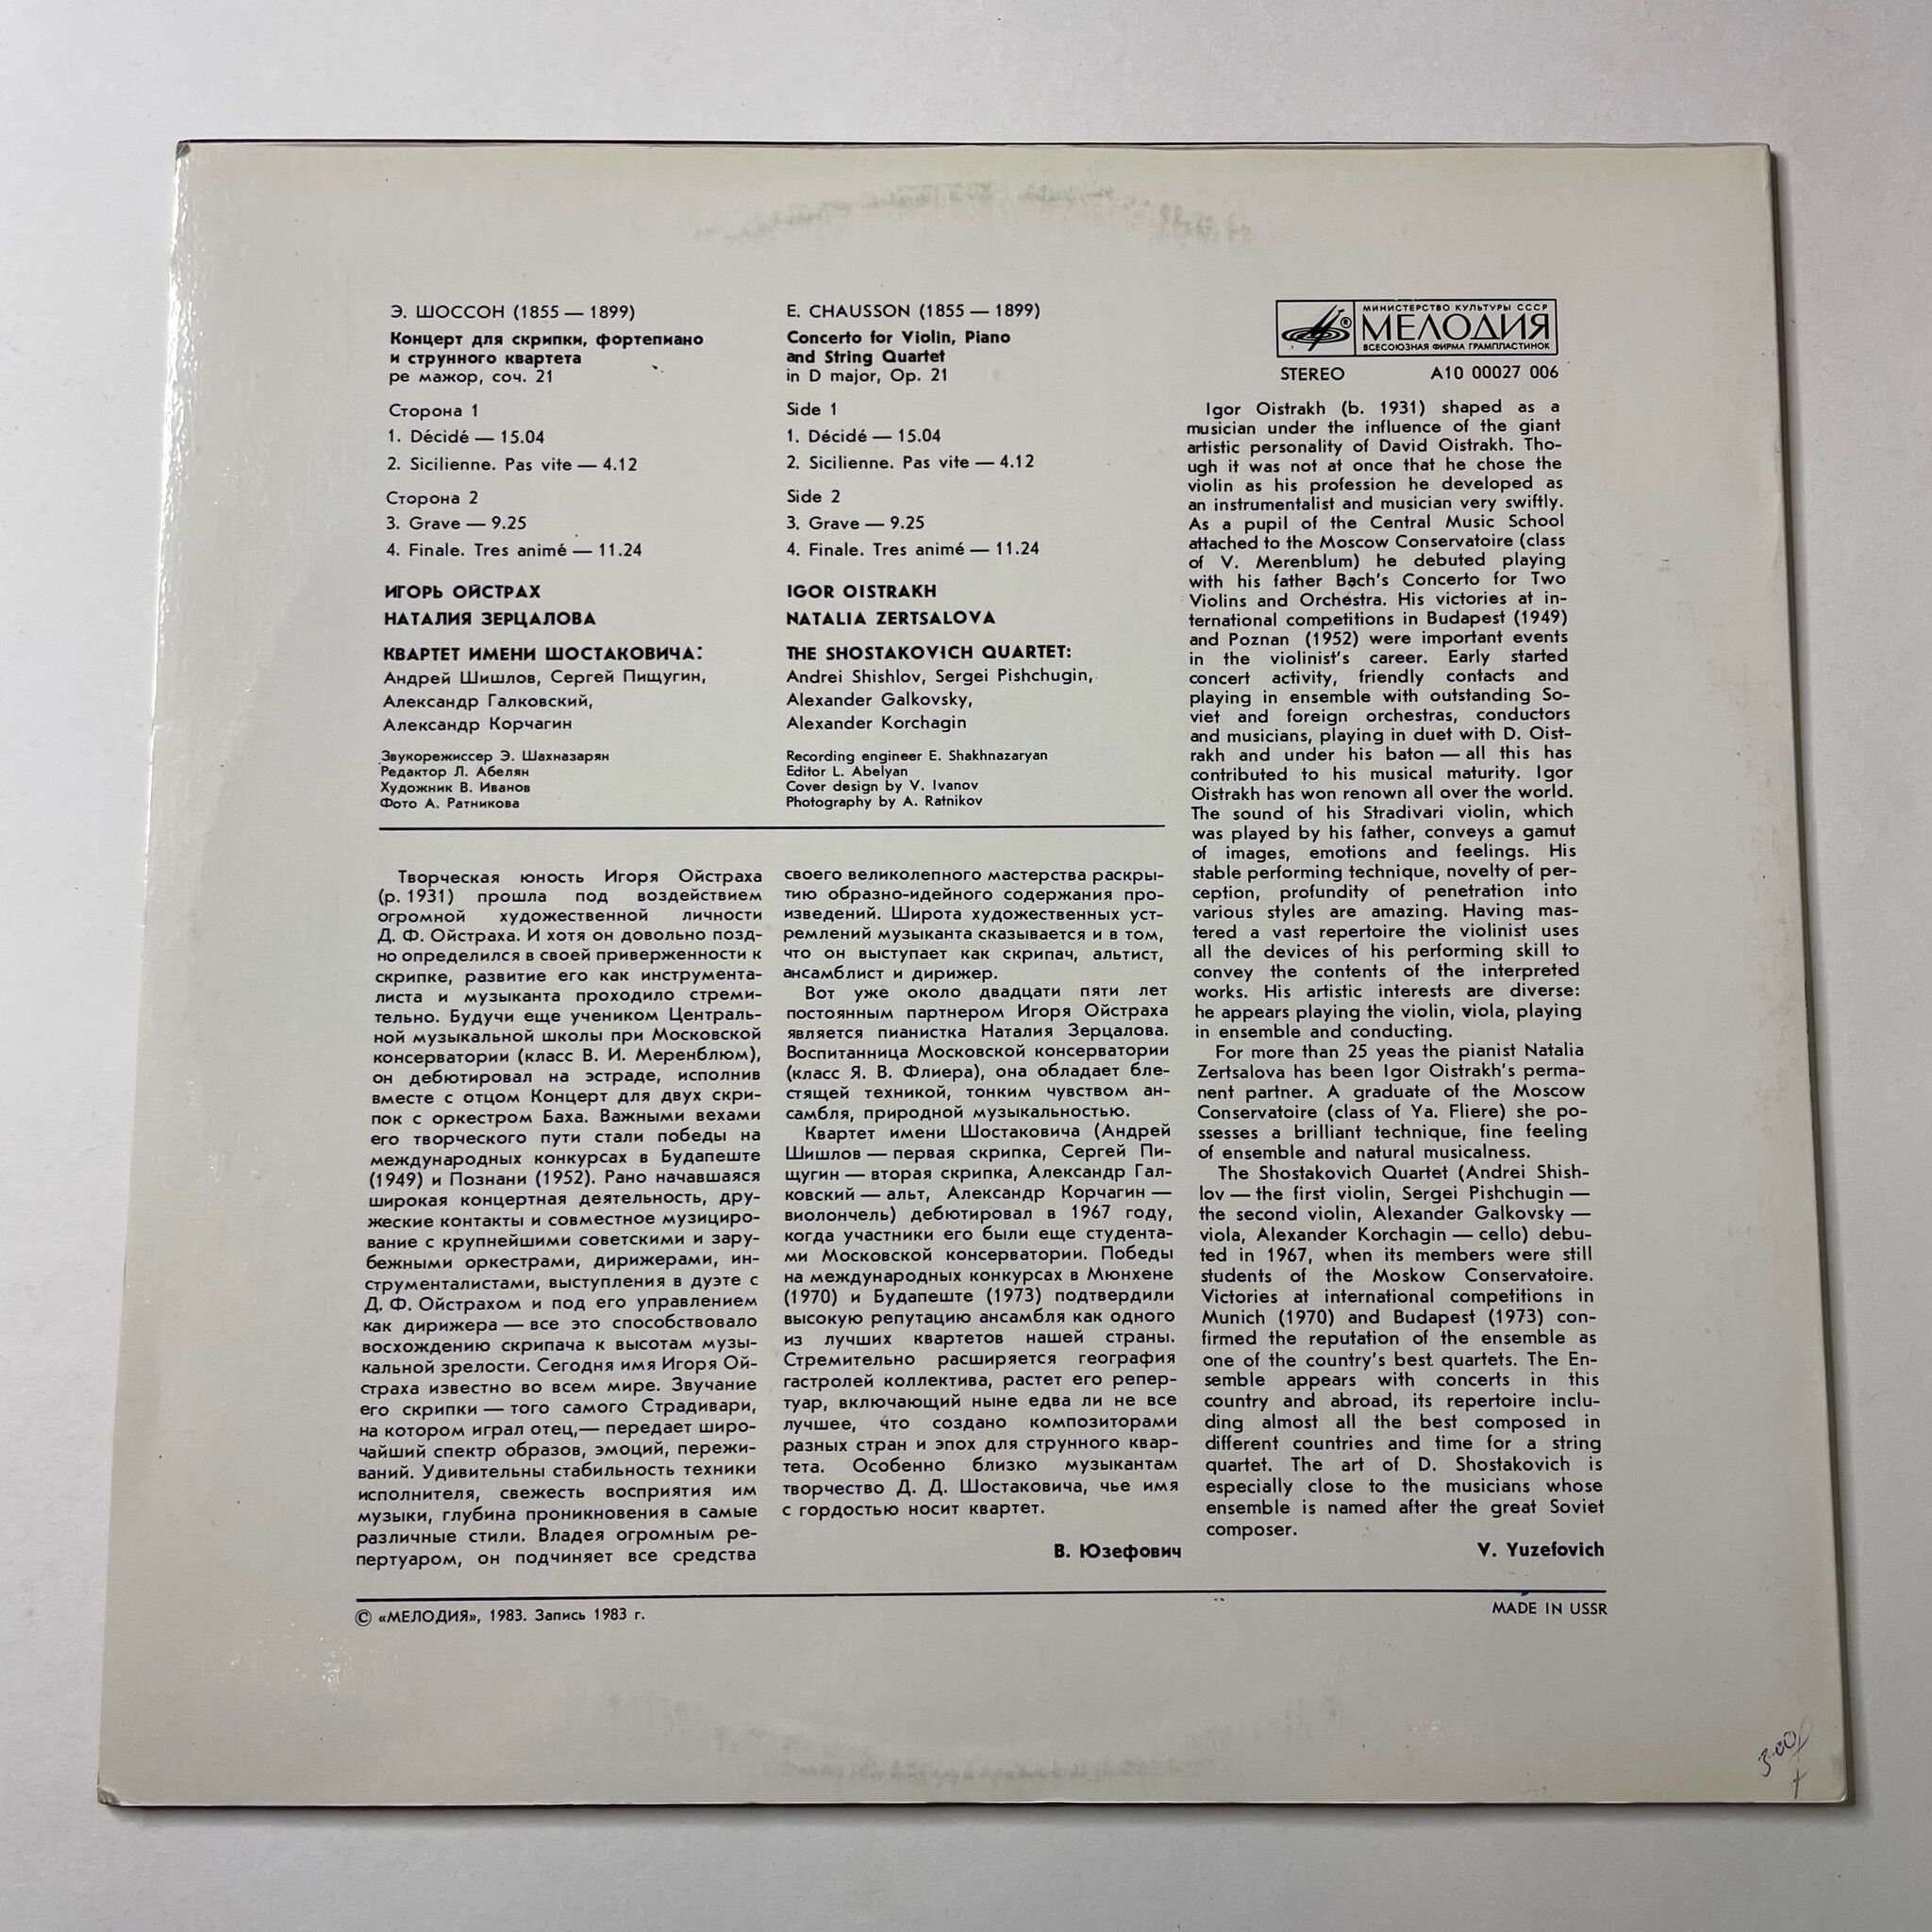 Э. ШОССОН (1855 — 1899)
Концерт для скрипки, фортепиано
и струнного квартета
ре мажор, соч. 21
Сторона 1
1. Décidé — 15.04
2. Sicilienne. Pas vite — 4.12
Сторона 2
3. Grave — 9.25
4. Finale. Tres animé — 11.24
ИГОРЬ ОЙСТРАХ
НАТАЛИЯ ЗЕРЦАЛОВА
КВАРТЕТ ИМЕНИ ШОСТАКОВИЧА:
Андрей Шишлов, Сергей Пищугин,
Александр Галковский,
Александр Корчагин
Звукорежиссер Э. Шахназарян
Редактор Л. Абелян
Художник В. Иванов
Фото А. Ратникова
E. CHAUSSON (1855 — 1899)
Concerto for Violin, Piano
and String Quartet
in D major, Op. 21
Side 1
1. Décidé — 15.04
2. Sicilienne. Pas vite — 4.12
Side 2
3. Grave — 9.25
4. Finale. Tres animé — 11.24
IGOR OISTRAKH
NATALIA ZERTSALOVA
THE SHOSTAKOVICH QUARTET:
Andrei Shishlov, Sergei Pishchugin,
Alexander Galkovsky,
Alexander Korchagin
Recording engineer E. Shakhnazaryan
Editor L. Abelyan
Cover design by V. Ivanov
Photography by A. Ratnikov
МИНИСТЕРСТВО КУЛЬТУРЫ СССР
® МЕЛОДИЯ
ВСЕСОЮЗНАЯ ФИРМА ГРАМПЛАСТИНОК
STEREO A10 00027 006
Творческая юность Игоря Ойстраха
(р. 1931) прошла под воздействием
огромной художественной личности
Д. Ф. Ойстраха. И хотя он довольно позд-
но определился в своей приверженности к
скрипке, развитие его как инструмента-
листа и музыканта проходило стреми-
тельно. Будучи еще учеником Централь-
ной музыкальной школы при Московской
консерватории (класс В. И. Меренблюм),
он дебютировал на эстраде, исполнив
вместе с отцом Концерт для двух скри-
пок с оркестром Баха. Важными вехами
его творческого пути стали победы на
международных конкурсах в Будапеште
(1949) и Познани (1952). Рано начавшаяся
широкая концертная деятельность, дру-
жеские контакты и совместное музициро-
вание с крупнейшими советскими и зару-
бежными оркестрами, дирижерами, ин-
струменталистами, выступления в дуэте с
Д. Ф. Ойстрахом и под его управлением
как дирижера — все это способствовало
восхождению скрипача к высотам музы-
кальной зрелости. Сегодня имя Игоря Ой-
страха известно во всем мире. Звучание
его скрипки — того самого Страдивари,
на котором играл отец,— передает широ-
чайший спектр образов, эмоций, пережи-
ваний. Удивительны стабильность техники
исполнителя, свежесть восприятия им
музыки, глубина проникновения в самые
различные стили. Владея огромным ре-
пертуаром, он подчиняет все средства
своего великолепного мастерства раскры-
тию образно-идейного содержания про-
изведений. Широта художественных уст-
ремлений музыканта сказывается и в том,
что он выступает как скрипач, альтист,
ансамблист и дирижер.
Вот уже около двадцати пяти лет
постоянным партнером Игоря Ойстраха
является пианистка Наталия Зерцалова.
Воспитанница Московской консерватории
(класс Я. В. Флиера), она обладает бле-
стящей техникой, тонким чувством ан-
самбля, природной музыкальностью.
Квартет имени Шостаковича (Андрей
Шишлов — первая скрипка, Сергей Пи-
щугин — вторая скрипка, Александр Гал-
ковский — альт, Александр Корчагин —
виолончель) дебютировал в 1967 году,
когда участники его были еще студента-
ми Московской консерватории. Победы
на международных конкурсах в Мюнхене
(1970) и Будапеште (1973) подтвердили
высокую репутацию ансамбля как одного
из лучших квартетов нашей страны.
Стремительно расширяется география
гастролей коллектива, растет его репер-
туар, включающий ныне едва ли не все
лучшее, что создано композиторами
разных стран и эпох для струнного квар-
тета. Особенно близко музыкантам
творчество Д. Д. Шостаковича, чье имя
с гордостью носит квартет.
В. Юзефович
Igor Oistrakh (b. 1931) shaped as a
musician under the influence of the giant
artistic personality of David Oistrakh. Tho-
ugh it was not at once that he chose the
violin as his profession he developed as
an instrumentalist and musician very swiftly.
As a pupil of the Central Music School
attached to the Moscow Conservatoire (class
of V. Merenblum) he debuted playing
with his father Bach's Concerto for Two
Violins and Orchestra. His victories at in-
ternational competitions in Budapest (1949)
and Poznan (1952) were important events
in the violinist's career. Early started
concert activity, friendly contacts and
playing in ensemble with outstanding So-
viet and foreign orchestras, conductors
and musicians, playing in duet with D. Oist-
rakh and under his baton — all this has
contributed to his musical maturity. Igor
Oistrakh has won renown all over the world.
The sound of his Stradivari violin, which
was played by his father, conveys a gamut
of images, emotions and feelings. His
stable performing technique, novelty of per-
ception, profundity of penetration into
various styles are amazing. Having mas-
tered a vast repertoire the violinist uses
all the devices of his performing skill to
convey the contents of the interpreted
works. His artistic interests are diverse:
he appears playing the violin, viola, playing
in ensemble and conducting.
For more than 25 yeas the pianist Natalia
Zertsalova has been Igor Oistrakh's perma-
nent partner. A graduate of the Moscow
Conservatoire (class of Ya. Fliere) she po-
ssesses a brilliant technique, fine feeling
of ensemble and natural musicalness.
The Shostakovich Quartet (Andrei Shish-
lov — the first violin, Sergei Pishchugin —
the second violin, Alexander Galkovsky —
viola, Alexander Korchagin — cello) debu-
ted in 1967, when its members were still
students of the Moskow Conservatoire.
Victories at international competitions in
Munich (1970) and Budapest (1973) con-
firmed the reputation of the ensemble as
one of the country's best quartets. The En-
semble appears with concerts in this
country and abroad, its repertoire inclu-
ding almost all the best composed in
different countries and time for a string
quartet. The art of D. Shostakovich is
especially close to the musicians whose
ensemble is named after the great Soviet
composer.
V. Yuzefovich
© «МЕЛОДИЯ», 1983. Запись 1983 г.
MADE IN USSR